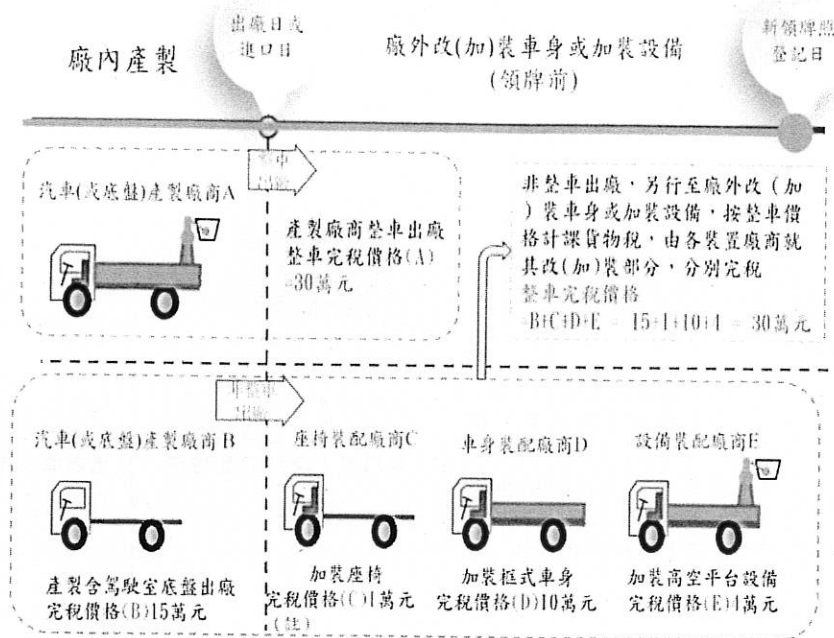 出廠日或
進口日
新領牌照
登記日
廠內產製
廠外改(加)裝車身或加裝設備
(領牌前)
整車
出廠
汽車(或底盤)產製廠商A
產製廠商整車出廠
整車完稅價格(A)
=30萬元
非整車出廠，另行至廠外改(加
)裝車身或加裝設備，按整車價
格計課貨物稅，由各裝置廠商就
其改(加)裝部分，分別完稅
整車完稅價格
=B+C+D+E = 15+1+10+4 = 30萬元
非整車
出廠
汽車(或底盤)產製廠商B
座椅裝配廠商C
車身裝配廠商D
設備裝配廠商E
產製含駕駛室底盤出廠
完稅價格(B)15萬元
加裝座椅
完稅價格(C)1萬元
(註)
加裝框式車身
完稅價格(D)10萬元
加裝高空平台設備
完稅價格(E)4萬元